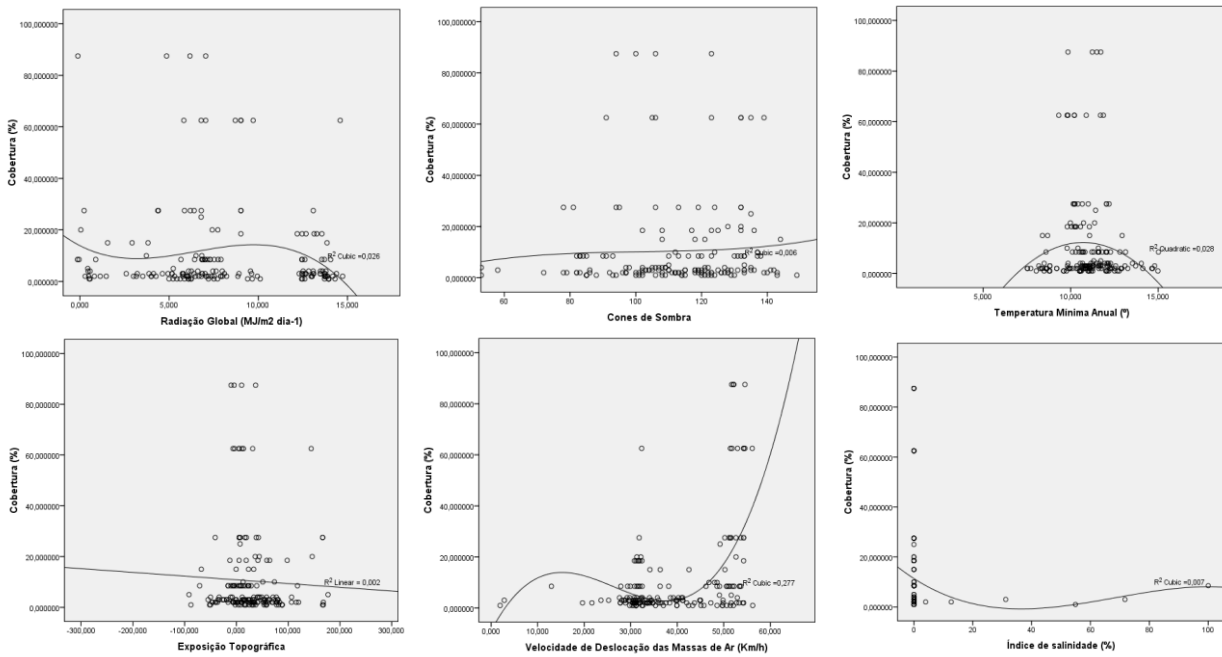 100,000000
80,000000
60,000000
40,000000
20,000000
0,000000
Cobertura (%)
R² Cubic =0,026
0,000 5,000 10,000 15,000
Radiação Global (MJ/m2 dia-1)
100,000000
80,000000
60,000000
40,000000
20,000000
0,000000
Cobertura (%)
R² Cubic =0,006
60 80 100 120 140
Cones de Sombra
100,000000
80,000000
60,000000
40,000000
20,000000
0,000000
Cobertura (%)
R² Quadratic =0,028
5,000 10,000 15,000
Temperatura Mínima Anual (º)
100,000000
80,000000
60,000000
40,000000
20,000000
0,000000
Cobertura (%)
R² Linear = 0,002
-300,000 -200,000 -100,000 0,000 100,000 200,000 300,000
Exposição Topográfica
100,000000
80,000000
60,000000
40,000000
20,000000
0,000000
Cobertura (%)
R² Cubic =0,277
0,000 10,000 20,000 30,000 40,000 50,000 60,000
Velocidade de Deslocação das Massas de Ar (Km/h)
100,000000
80,000000
60,000000
40,000000
20,000000
0,000000
Cobertura (%)
R² Cubic =0,007
0 20 40 60 80 100
Índice de salinidade (%)